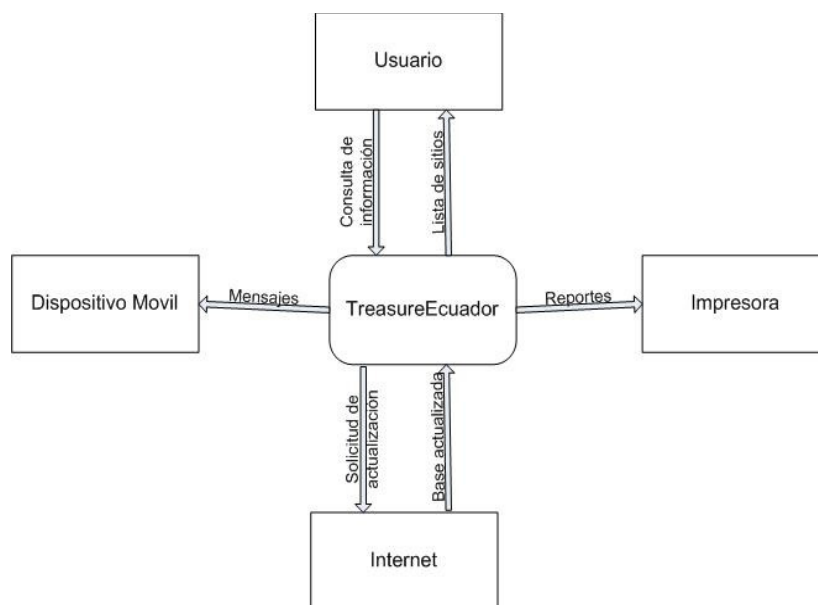 Usuario
Consulta de
información
Lista de sitios
Dispositivo Movil
Mensajes
TreasureEcuador
Reportes
Impresora
Solicitud de
actualización
Base actualizada
Internet